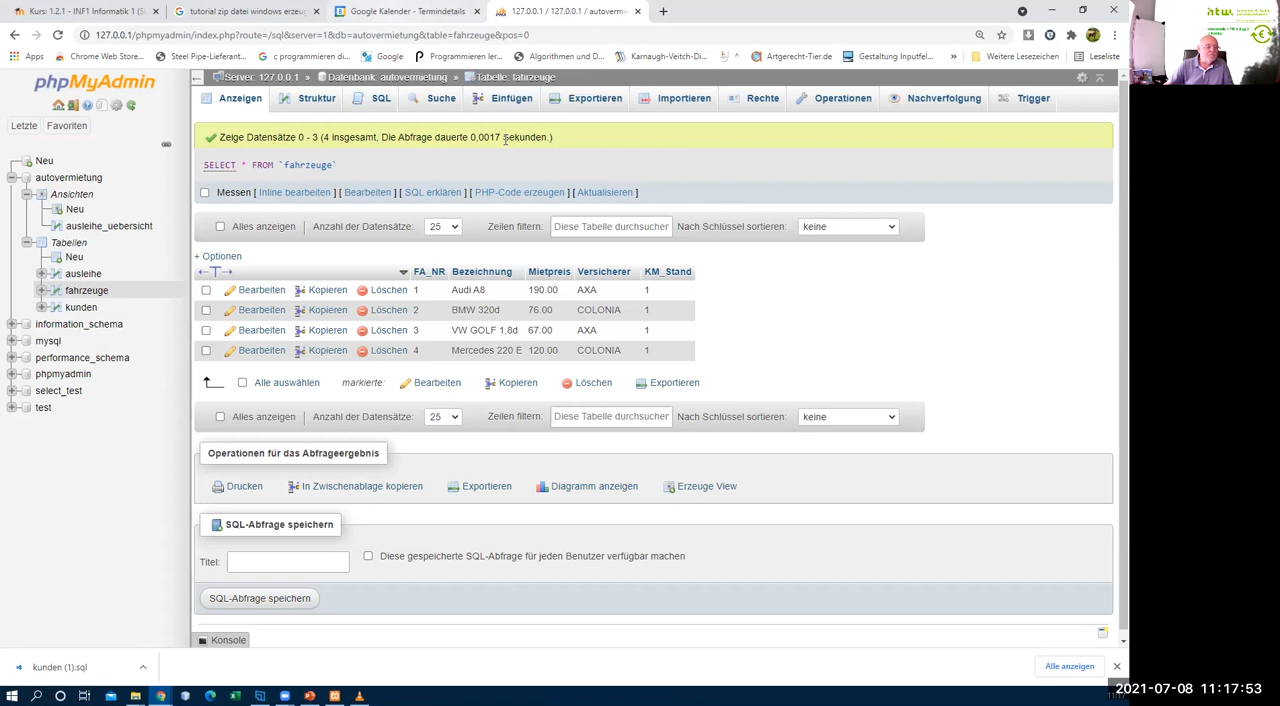 Kurs: 1.2.1 - INFI Informatik 1 (S
tutorial zip datei windows erzeug
Google Kalender - Termindetails
127.0.0.1 / 127.0.0.1 / autoverm
127.0.0.1/phpmyadmin/index.php?route=/sql&server=1&db=autovermietung&table=fahrzeuge&pos=0
Apps
Chrome Web Store...
Steep House Hotel...
c programmieren di...
Google
Programmieren ler...
Algorithmen und D...
Karnaugh-Veitch-Di...
Artgerecht-Tier.de
Gestaltung Inputfel...
Weitere Lesezeichen
Leseliste
phpMyAdmin
Letzte
Favoriten
Neu
autovermietung
Ansichten
Neu
ausleihe_uebersicht
Tabellen
Neu
ausleihe
fahrzeuge
kunden
information_schema
mysql
performance_schema
phpmyadmin
select_test
test
Server: 127.0.0.1 » Datenbank: autovermietung » Tabelle: fahrzeuge
Anzeigen Struktur SQL Suche Einfügen Exportieren Importieren Rechte Operationen Nachverfolgung Trigger
Zeige Datensätze 0 - 3 (4 insgesamt, Die Abfrage dauerte 0,0017 Sekunden.)
SELECT * FROM `fahrzeuge`
Messen [ Inline bearbeiten ] [ Bearbeiten ] [ SQL erklären ] [ PHP-Code erzeugen ] [ Aktualisieren ]
Alles anzeigen Anzahl der Datensätze: 25 Zeilen filtern: Diese Tabelle durchsuchen Nach Schlüssel sortieren: keine
+ Optionen
←T→ FA_NR Bezeichnung Mietpreis Versicherer KM_Stand
Bearbeiten Kopieren Löschen 1 Audi A8 190.00 AXA 1
Bearbeiten Kopieren Löschen 2 BMW 320d 76.00 COLONIA 1
Bearbeiten Kopieren Löschen 3 VW GOLF 1,8d 67.00 AXA 1
Bearbeiten Kopieren Löschen 4 Mercedes 220 E 120.00 COLONIA 1
Alle auswählen markierte: Bearbeiten Kopieren Löschen Exportieren
Alles anzeigen Anzahl der Datensätze: 25 Zeilen filtern: Diese Tabelle durchsuchen Nach Schlüssel sortieren: keine
Operationen für das Abfrageergebnis
Drucken In Zwischenablage kopieren Exportieren Diagramm anzeigen Erzeuge View
SQL-Abfrage speichern
Titel: Diese gespeicherte SQL-Abfrage für jeden Benutzer verfügbar machen
SQL-Abfrage speichern
Konsole
kunden (1).sql
Alle anzeigen
2021-07-08 11:17:53